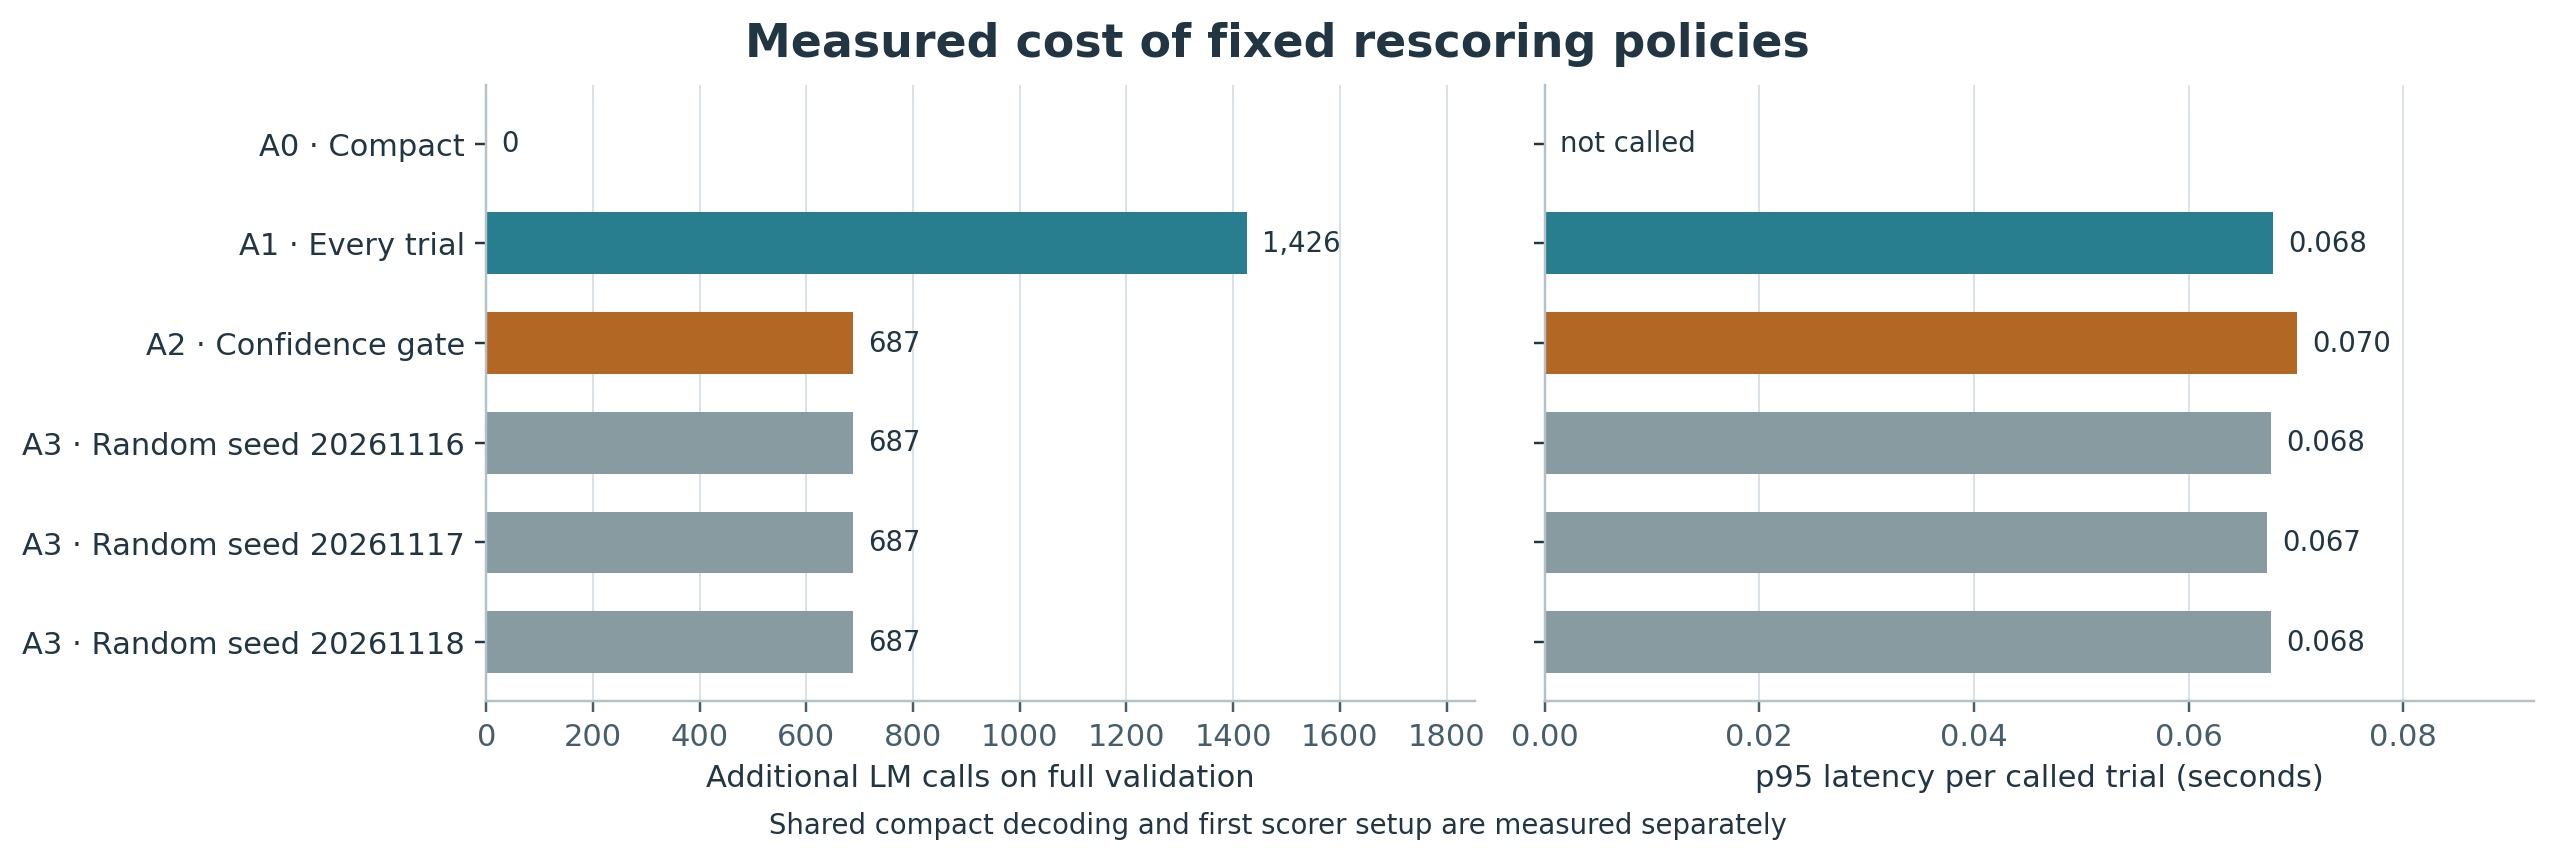 Measured cost of fixed rescoring policies
A0 · Compact
0
not called
A1 · Every trial
1,426
0.068
A2 · Confidence gate
687
0.070
A3 · Random seed 20261116
687
0.068
A3 · Random seed 20261117
687
0.067
A3 · Random seed 20261118
687
0.068
0 200 400 600 800 1000 1200 1400 1600 1800
0.00 0.02 0.04 0.06 0.08
Additional LM calls on full validation
p95 latency per called trial (seconds)
Shared compact decoding and first scorer setup are measured separately